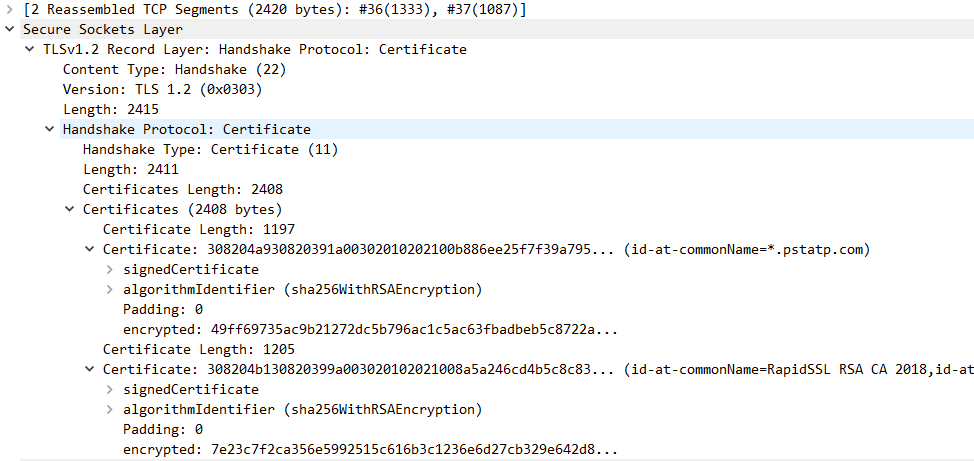 [2 Reassembled TCP Segments (2420 bytes): #36(1333), #37(1087)]
Secure Sockets Layer
TLSv1.2 Record Layer: Handshake Protocol: Certificate
Content Type: Handshake (22)
Version: TLS 1.2 (0x0303)
Length: 2415
Handshake Protocol: Certificate
Handshake Type: Certificate (11)
Length: 2411
Certificates Length: 2408
Certificates (2408 bytes)
Certificate Length: 1197
Certificate: 308204a930820391a00302010202100b886ee25f7f39a795... (id-at-commonName=*.pstatp.com)
signedCertificate
algorithmIdentifier (sha256WithRSAEncryption)
Padding: 0
encrypted: 49ff69735ac9b21272dc5b796ac1c5ac63fbadbeb5c8722a...
Certificate Length: 1205
Certificate: 308204b130820399a003020102021008a5a246cd4b5c8c83... (id-at-commonName=RapidSSL RSA CA 2018,id-at
signedCertificate
algorithmIdentifier (sha256WithRSAEncryption)
Padding: 0
encrypted: 7e23c7f2ca356e5992515c616b3c1236e6d27cb329e642d8...